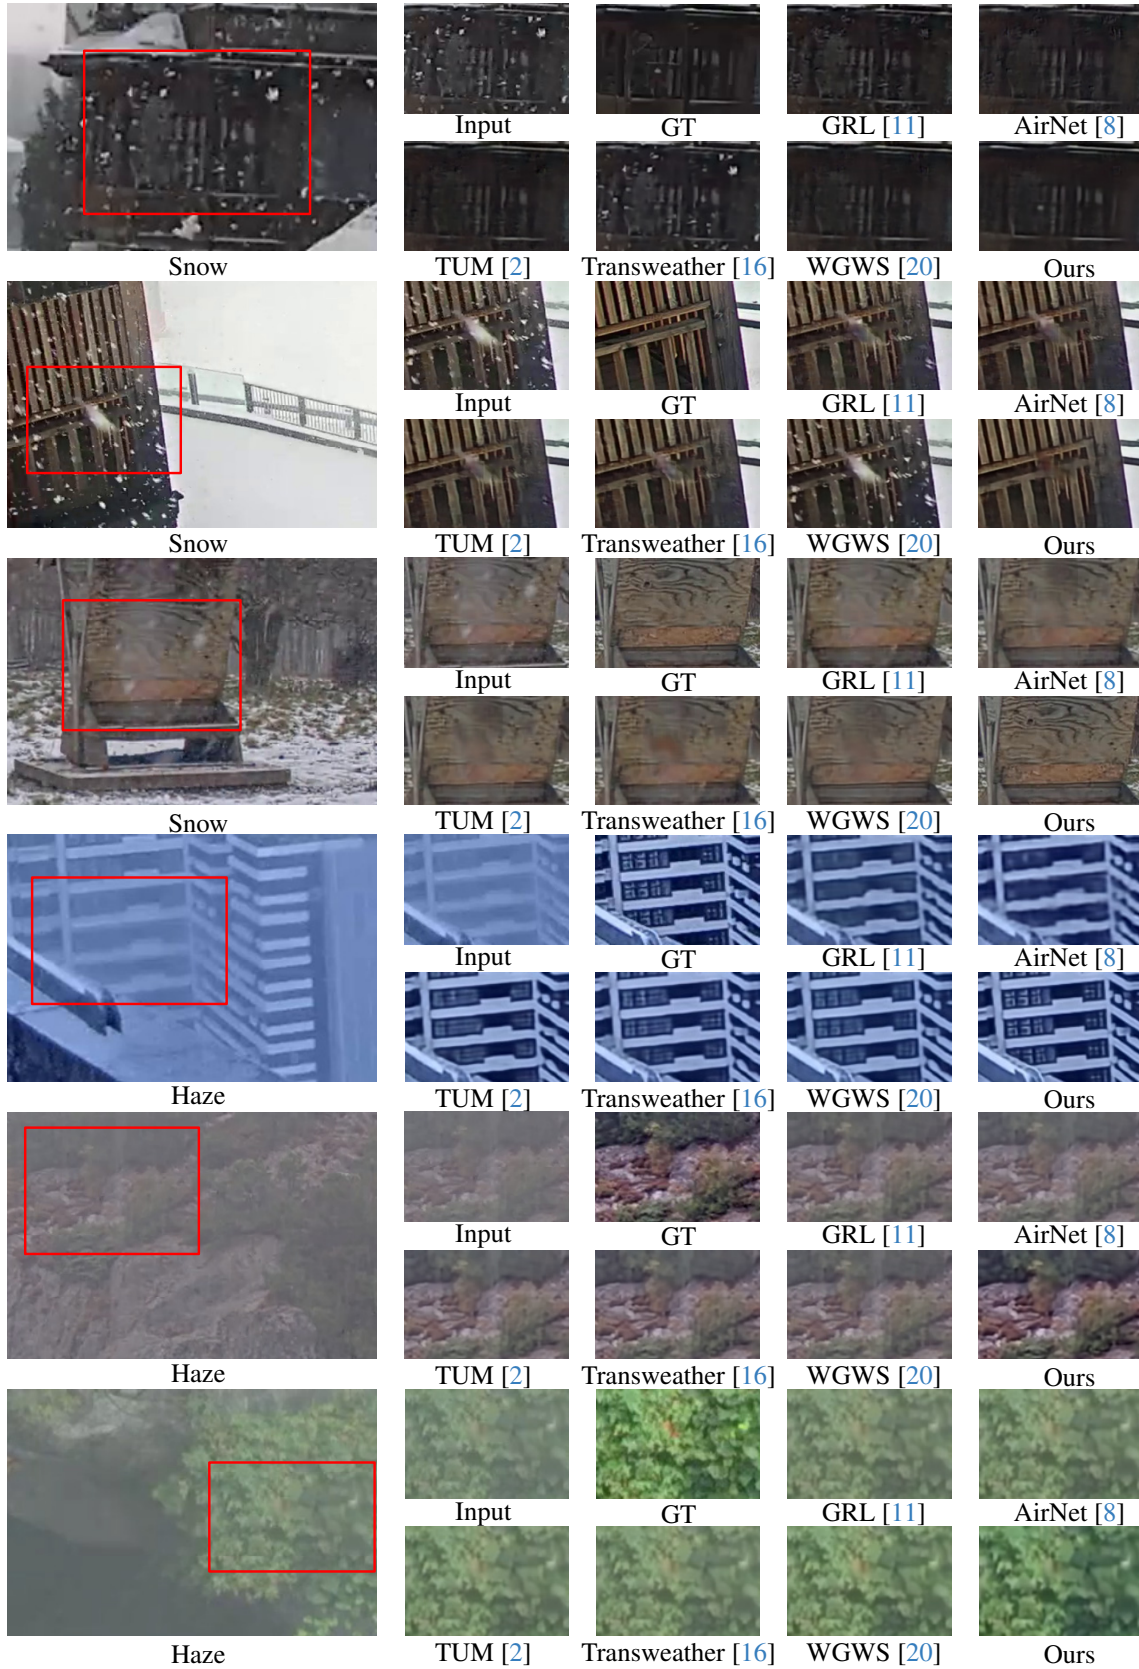 Input GT GRL [11] AirNet [8]
Snow TUM [2] Transweather [16] WGWS [20] Ours
Input GT GRL [11] AirNet [8]
Snow TUM [2] Transweather [16] WGWS [20] Ours
Input GT GRL [11] AirNet [8]
Snow TUM [2] Transweather [16] WGWS [20] Ours
Input GT GRL [11] AirNet [8]
Haze TUM [2] Transweather [16] WGWS [20] Ours
Input GT GRL [11] AirNet [8]
Haze TUM [2] Transweather [16] WGWS [20] Ours
Input GT GRL [11] AirNet [8]
Haze TUM [2] Transweather [16] WGWS [20] Ours